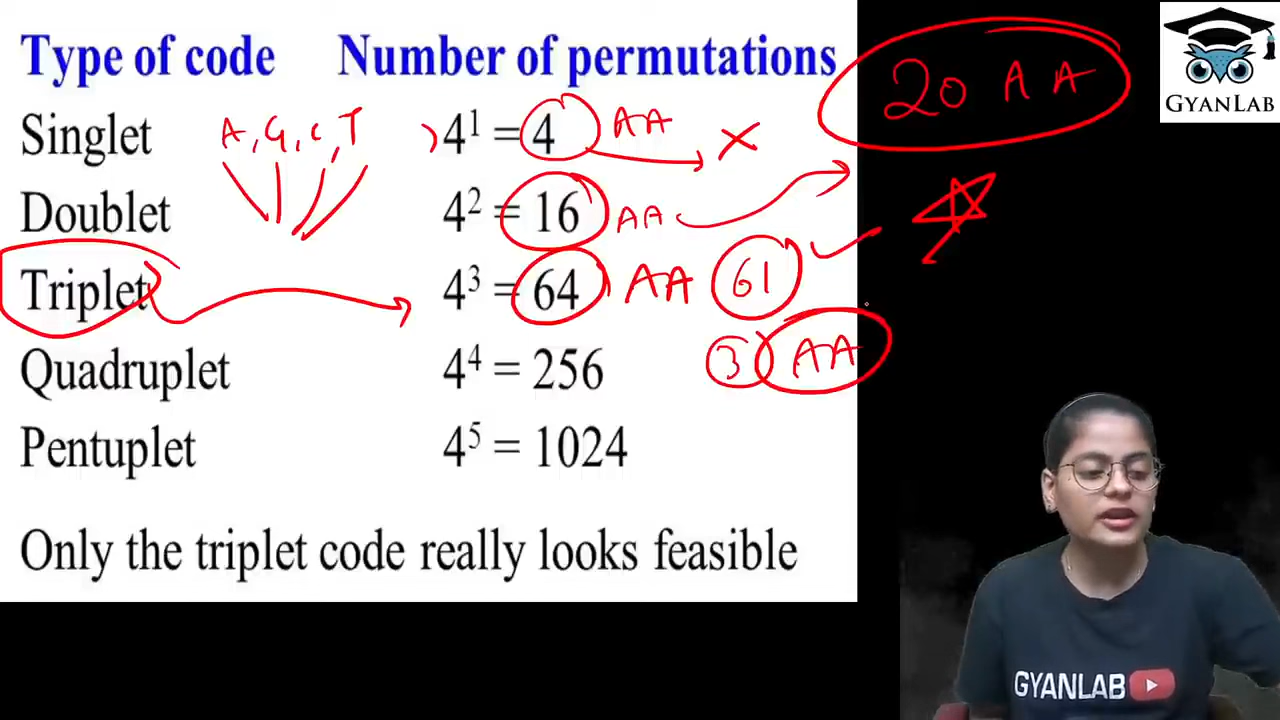 Type of code Number of permutations
20 A A
GYANLAB
A, G, C, T
Singlet 4¹ = 4 AA ×
Doublet 4² = 16 AA
Triplet 4³ = 64 AA 61
3 AA
Quadruplet 4⁴ = 256
Pentuplet 4⁵ = 1024
Only the triplet code really looks feasible
GYANLAB